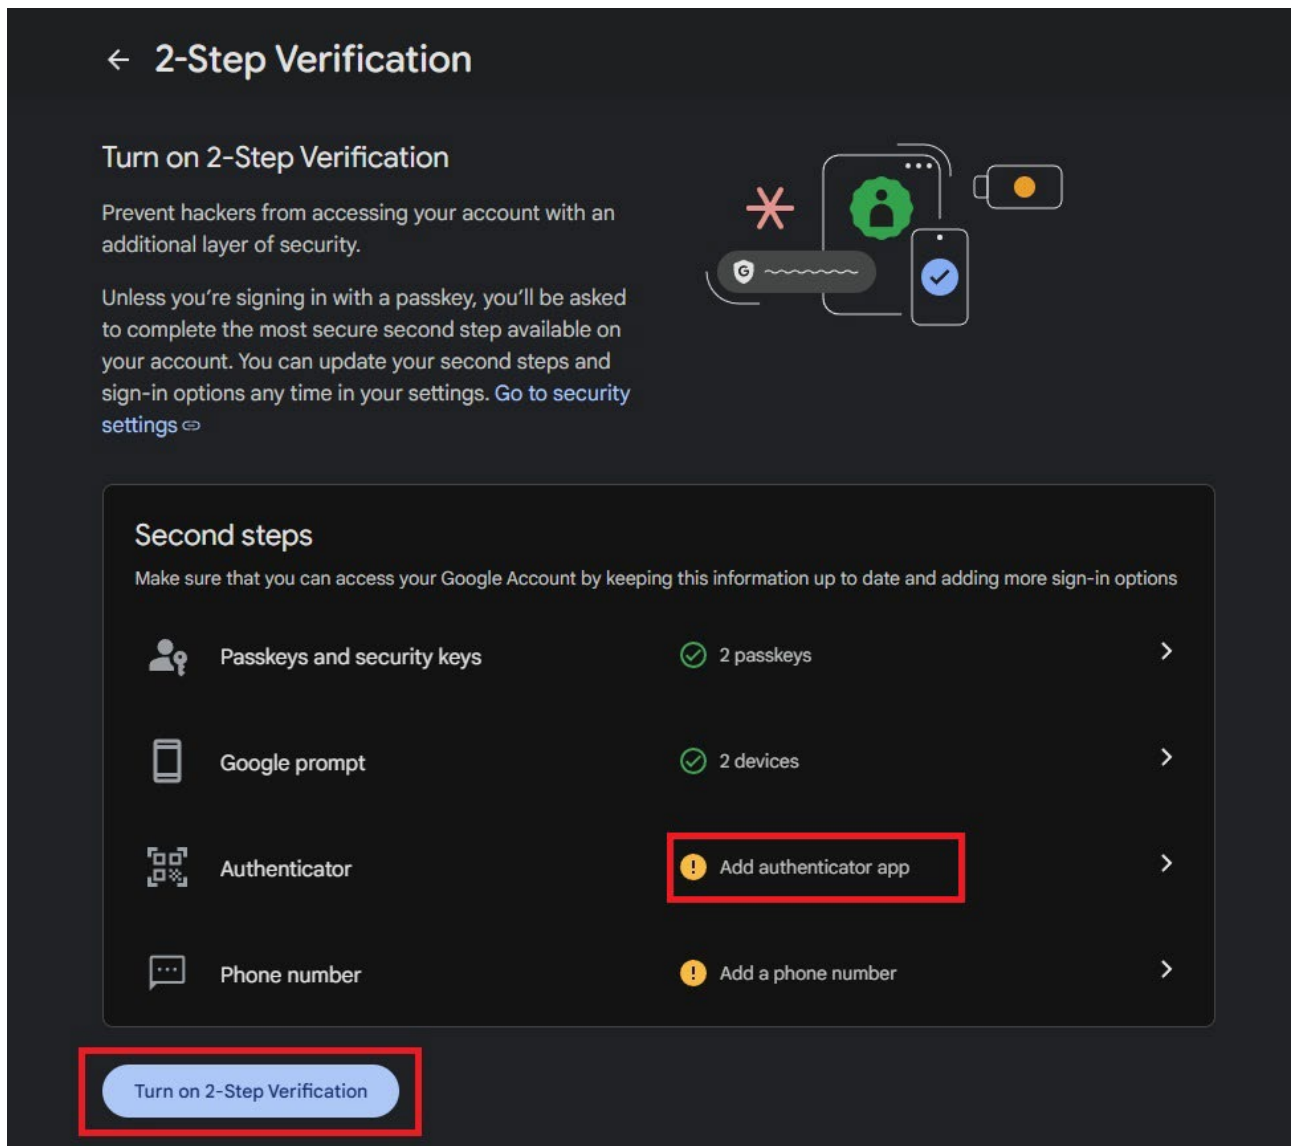 2-Step Verification
Turn on 2-Step Verification
Prevent hackers from accessing your account with an
additional layer of security.
Unless you’re signing in with a passkey, you’ll be asked
to complete the most secure second step available on
your account. You can update your second steps and
sign-in options any time in your settings. Go to security
settings
G
Second steps
Make sure that you can access your Google Account by keeping this information up to date and adding more sign-in options
Passkeys and security keys
2 passkeys
Google prompt
2 devices
Authenticator
! Add authenticator app
Phone number
! Add a phone number
Turn on 2-Step Verification